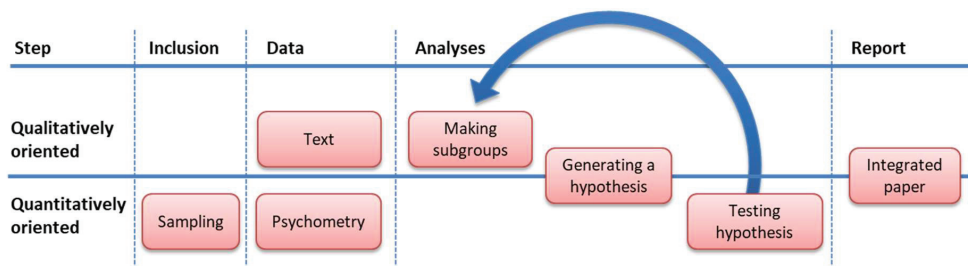 Step
Inclusion
Data
Analyses
Report
Qualitatively
oriented
Text
Making
subgroups
Generating a
hypothesis
Integrated
paper
Quantitatively
oriented
Sampling
Psychometry
Testing
hypothesis